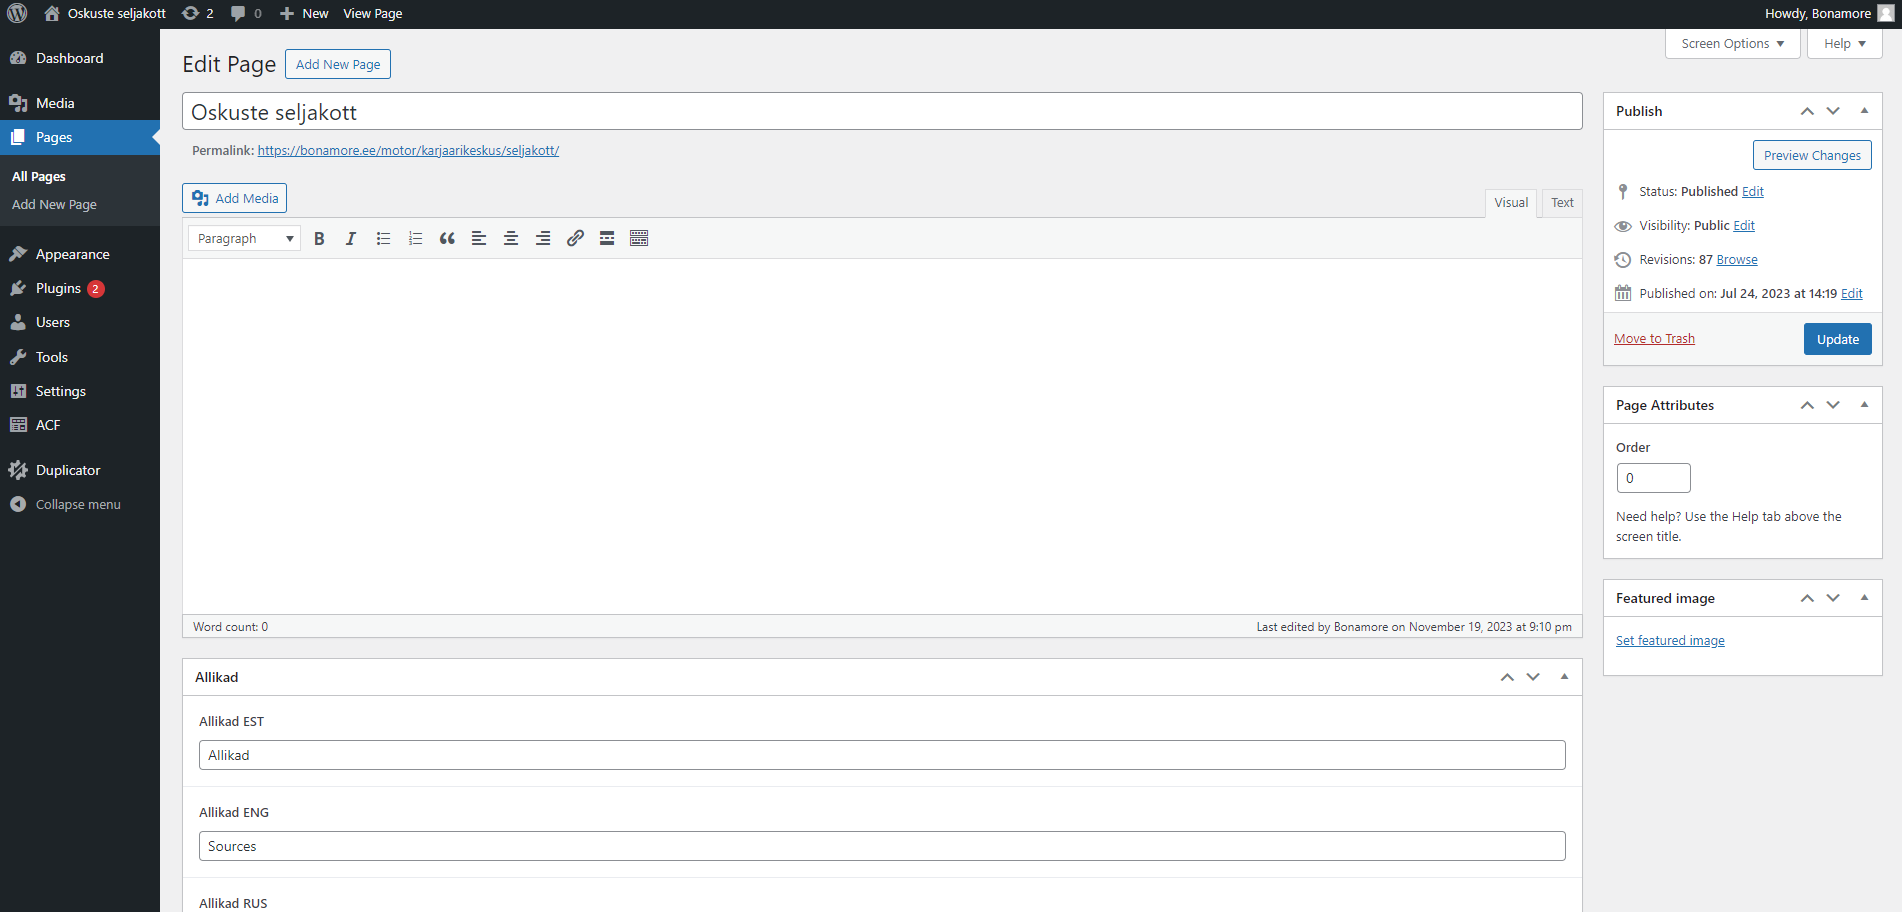 Oskuste seljakott 2 0 New View Page Howdy, Bonamore
Screen Options Help
Dashboard
Media
Pages
All Pages
Add New Page
Appearance
Plugins 2
Users
Tools
Settings
ACF
Duplicator
Collapse menu
Edit Page Add New Page
Oskuste seljakott
Permalink: https://bonamore.ee/motor/karjaarikeskus/seljakott/
Add Media Visual Text
Paragraph B I
Word count: 0 Last edited by Bonamore on November 19, 2023 at 9:10 pm
Allikad
Allikad EST
Allikad
Allikad ENG
Sources
Allikad RUS
Publish
Preview Changes
Status: Published Edit
Visibility: Public Edit
Revisions: 87 Browse
Published on: Jul 24, 2023 at 14:19 Edit
Move to Trash Update
Page Attributes
Order
0
Need help? Use the Help tab above the
screen title.
Featured image
Set featured image